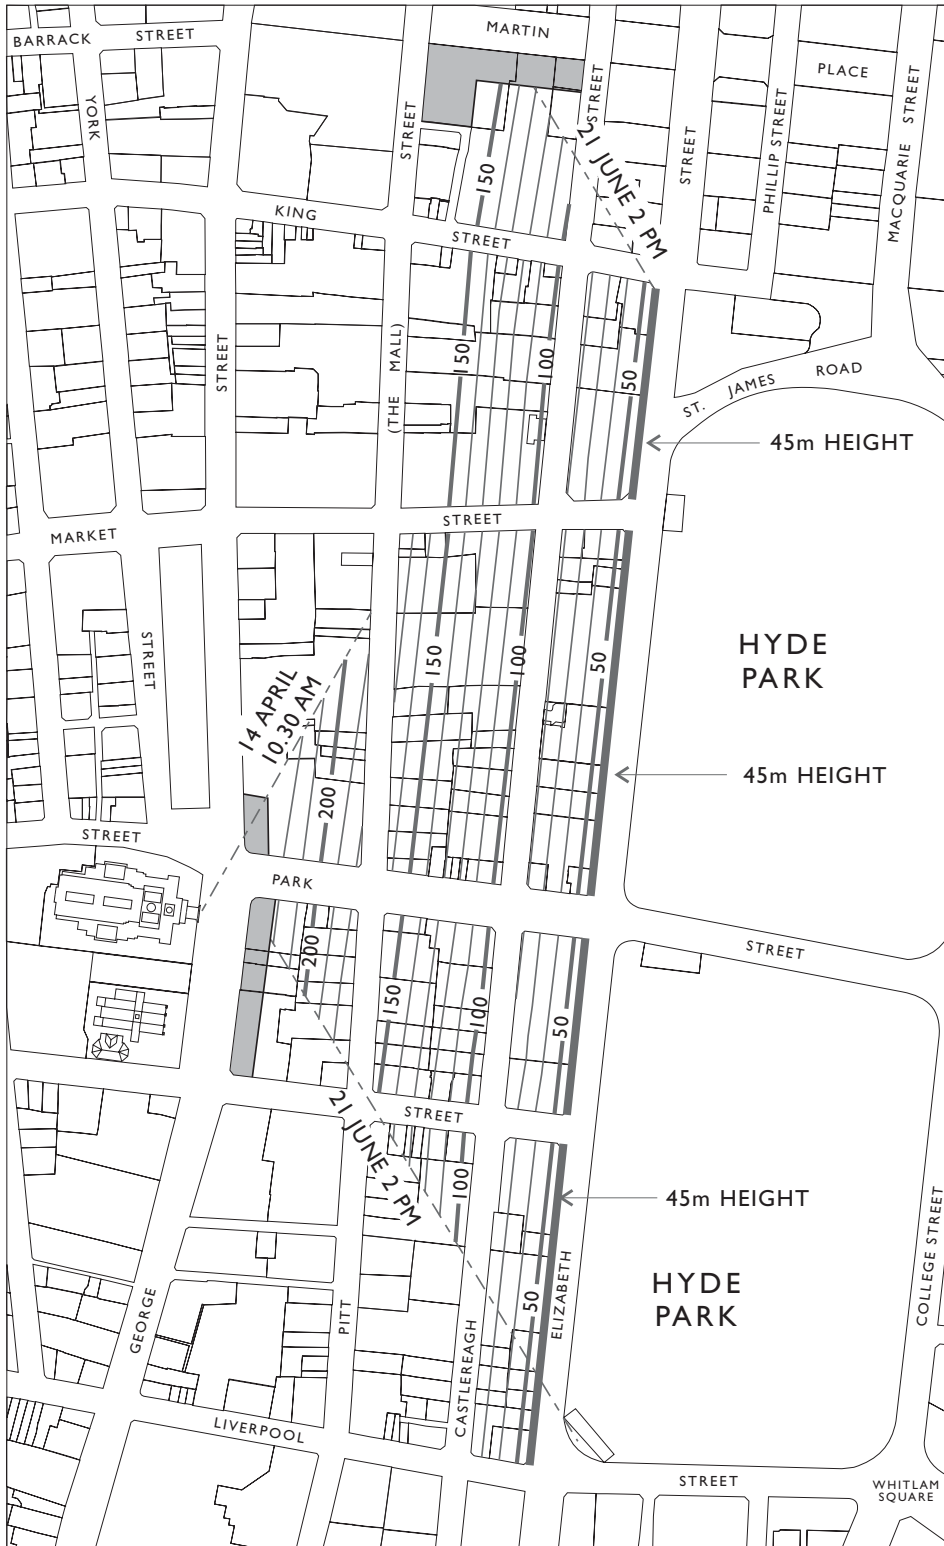 MARTIN
BARRACK STREET
PLACE
YORK
STREET
STREET
STREET
PHILLIP STREET
MACQUARIE STREET
21 JUNE 2 PM
150
KING
STREET
STREET
(THE MALL)
150
100
50
ST. JAMES ROAD
45m HEIGHT
STREET
MARKET
STREET
HYDE
PARK
150
100
50
14 APRIL
10.30 AM
45m HEIGHT
200
STREET
PARK
STREET
200
150
100
50
21 JUNE 2 PM
STREET
100
45m HEIGHT
COLLEGE STREET
ELIZABETH
HYDE
PARK
50
GEORGE
PITT
CASTLEREAGH
LIVERPOOL
STREET
WHITLAM
SQUARE